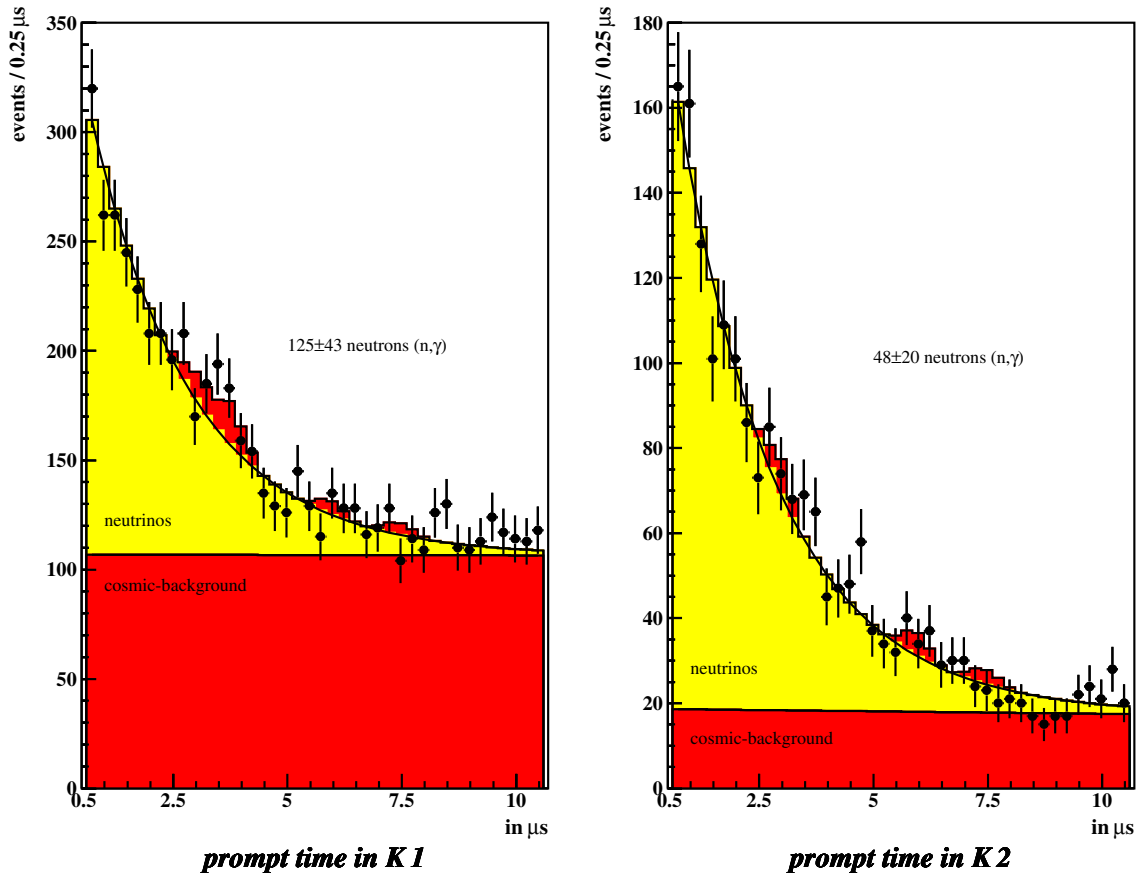 events / 0.25 μs
350
300
250
200
150
100
50
0
125±43 neutrons (n,γ)
neutrinos
cosmic-background
0.5 2.5 5 7.5 10
in μs
prompt time in K 1
events / 0.25 μs
180
160
140
120
100
80
60
40
20
0
48±20 neutrons (n,γ)
neutrinos
cosmic-background
0.5 2.5 5 7.5 10
in μs
prompt time in K 2